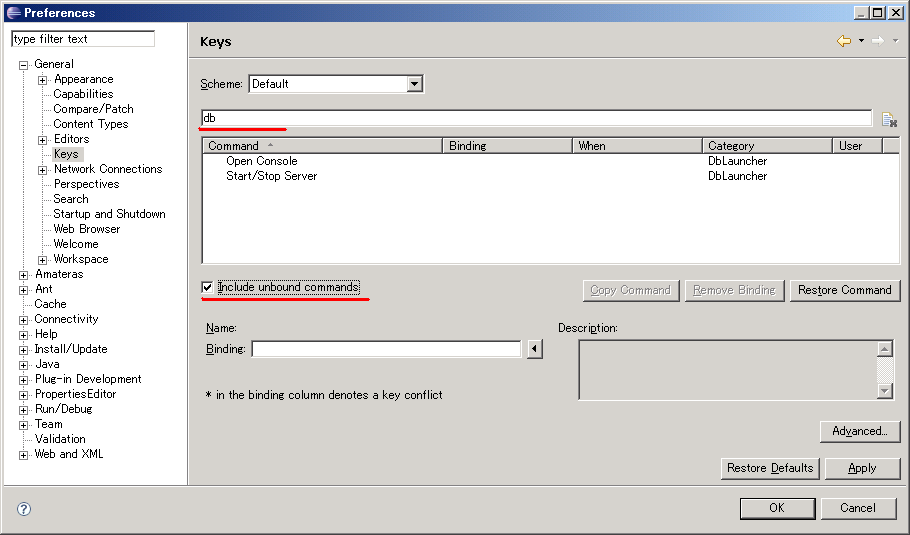 Preferences
type filter text
General
Appearance
Capabilities
Compare/Patch
Content Types
Editors
Keys
Network Connections
Perspectives
Search
Startup and Shutdown
Web Browser
Welcome
Workspace
Amateras
Ant
Cache
Connectivity
Help
Install/Update
Java
Plug-in Development
PropertiesEditor
Run/Debug
Team
Validation
Web and XML
Keys
Scheme: Default
db
Command Binding When Category User
Open Console DbLauncher
Start/Stop Server DbLauncher
Include unbound commands
Copy Command Remove Binding Restore Command
Name: Description:
Binding:
* in the binding column denotes a key conflict
Advanced...
Restore Defaults Apply
? OK Cancel